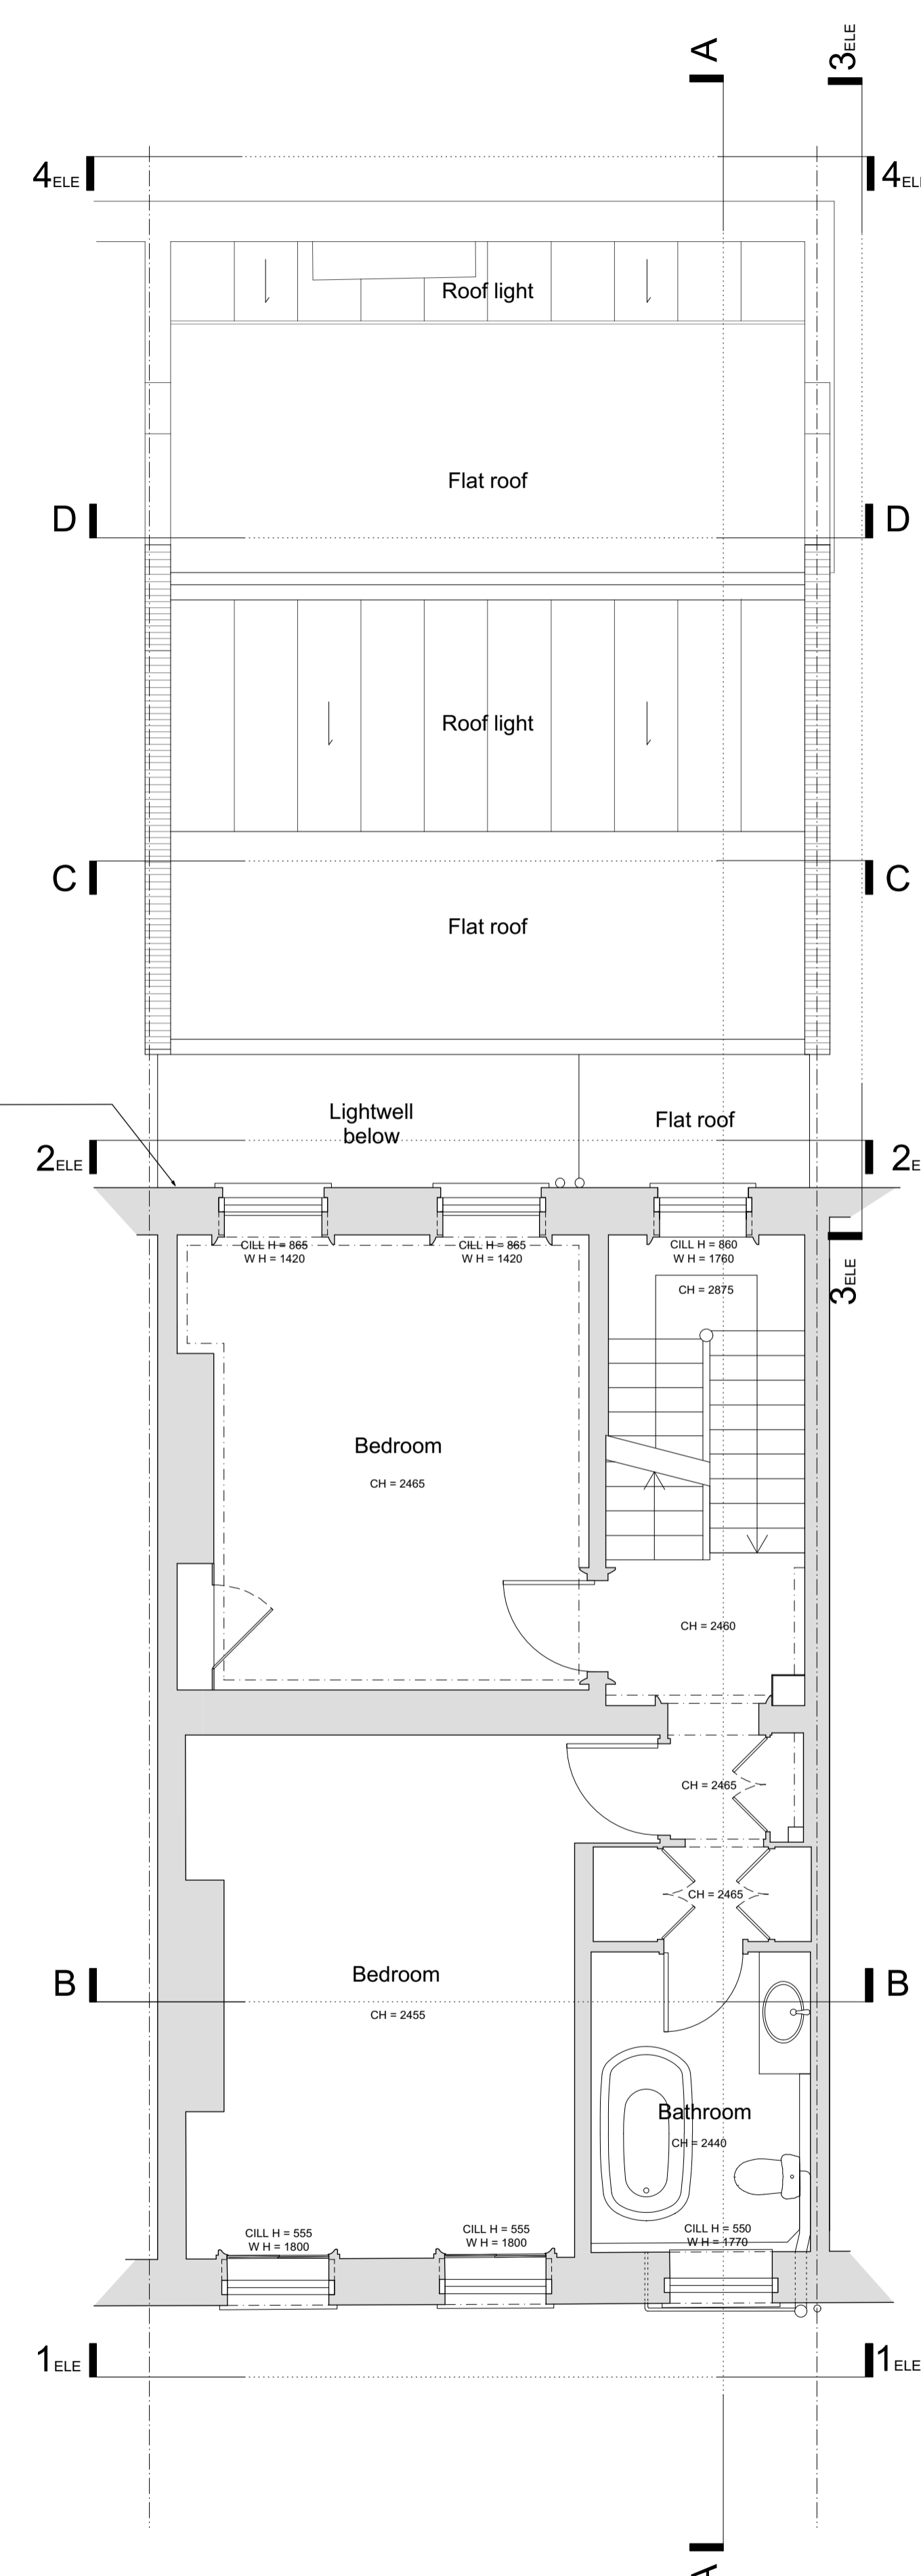 A
3ELE
4ELE
4ELE
Roof light
Flat roof
D
D
Roof light
C
C
Flat roof
Lightwell
below
Flat roof
2ELE
2E
CILL H = 865
W H = 1420
CILL H = 865
W H = 1420
CILL H = 860
W H = 1760
CH = 2875
3ELE
Bedroom
CH = 2465
CH = 2460
CH = 2465
CH = 2465
Bedroom
CH = 2455
B
B
Bathroom
CH = 2440
CILL H = 555
W H = 1800
CILL H = 555
W H = 1800
CILL H = 550
W H = 1770
1ELE
1ELE
A